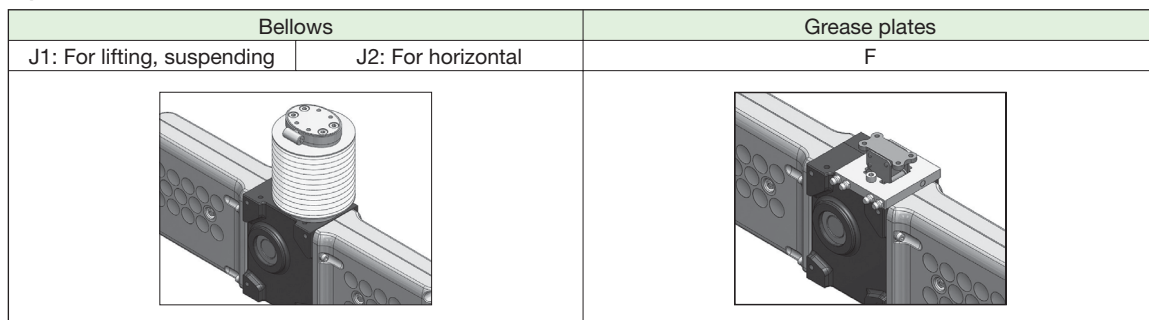 Bellows
Grease plates
J1: For lifting, suspending
J2: For horizontal
F